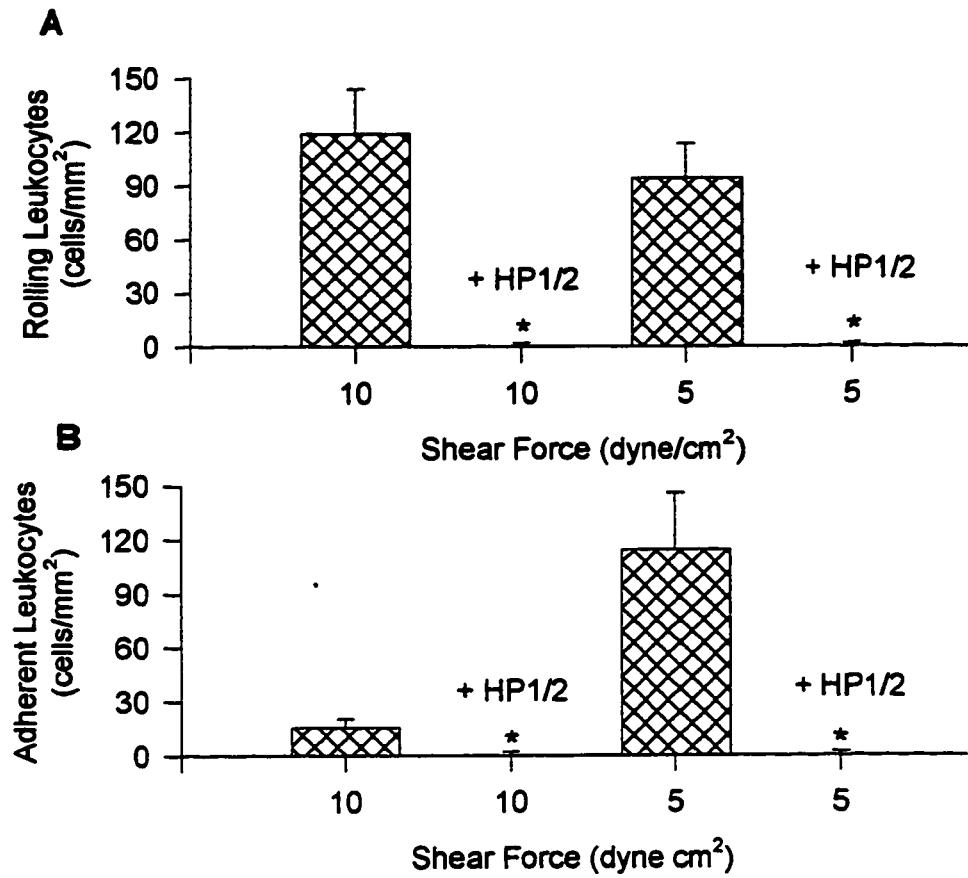 A
Rolling Leukocytes
(cells/mm²)
150
120
90
60
30
0
+ HP1/2
*
+ HP1/2
*
10
10
5
5
Shear Force (dyne/cm²)
B
Adherent Leukocytes
(cells/mm²)
150
120
90
60
30
0
+ HP1/2
*
+ HP1/2
*
10
10
5
5
Shear Force (dyne cm²)